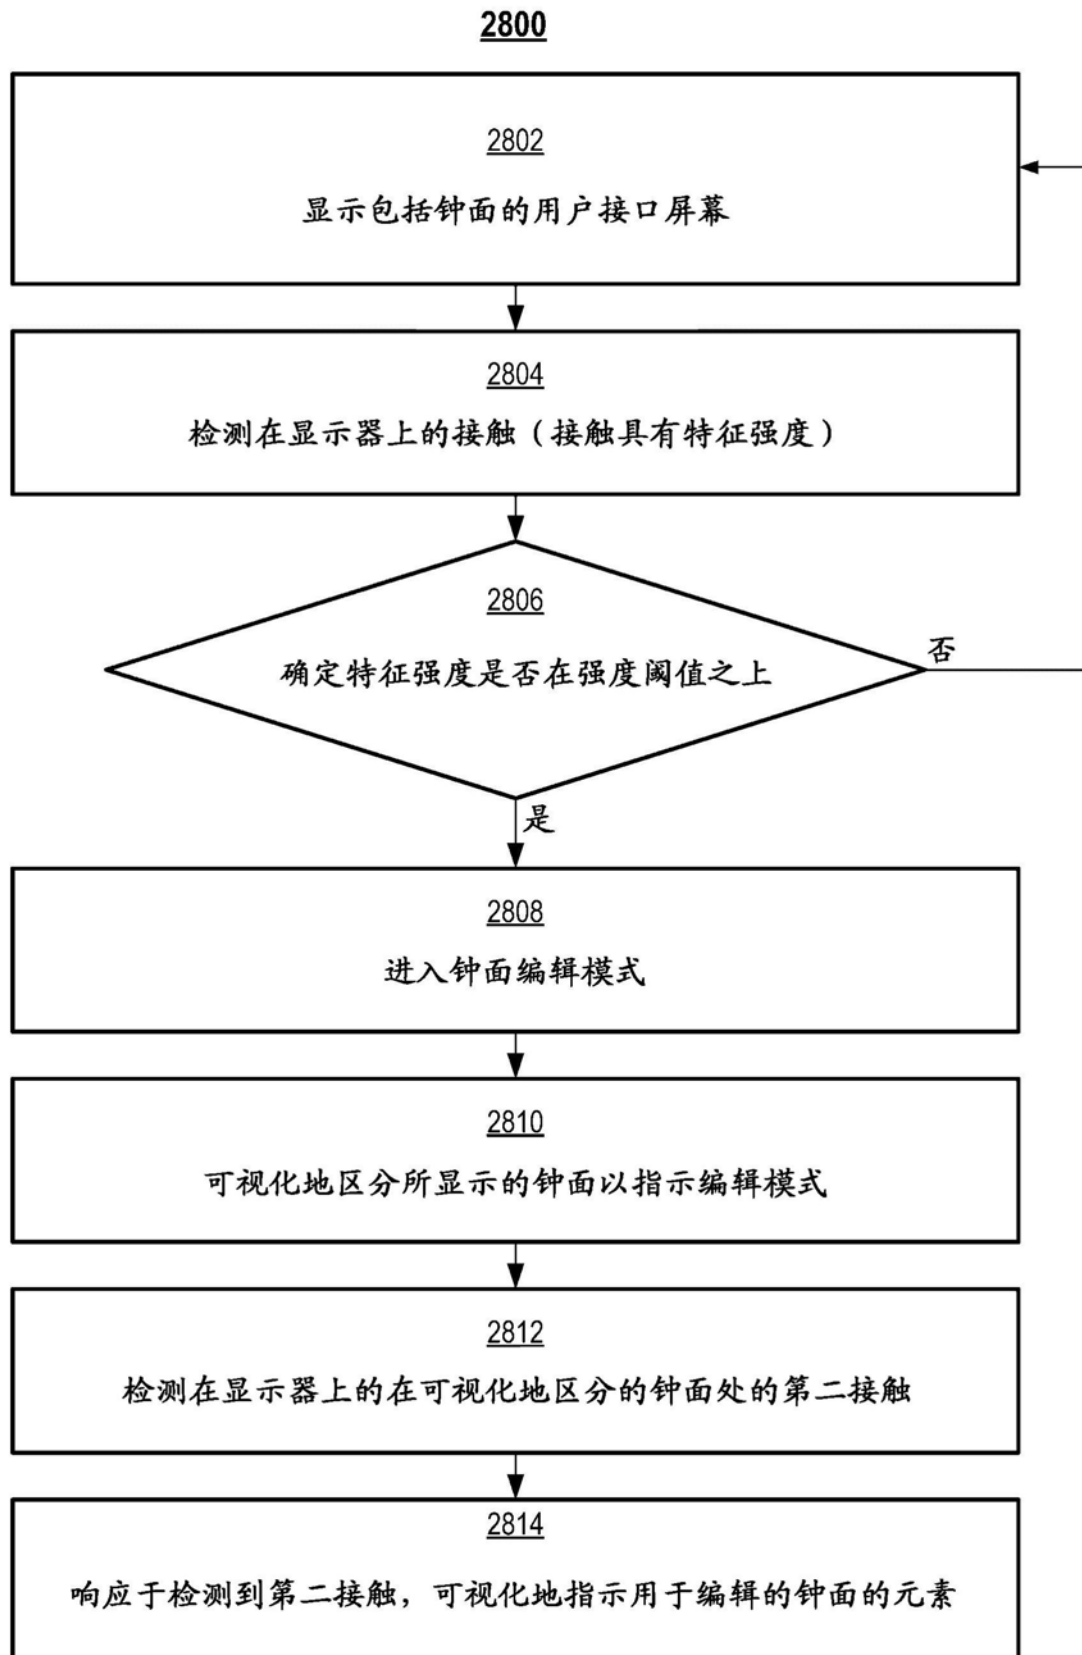 2800
2802
显示包括钟面的用户接口屏幕
2804
检测在显示器上的接触（接触具有特征强度）
2806
确定特征强度是否在强度阈值之上
否
是
2808
进入钟面编辑模式
2810
可视化地区分所显示的钟面以指示编辑模式
2812
检测在显示器上的在可视化地区分的钟面处的第二接触
2814
响应于检测到第二接触，可视化地指示用于编辑的钟面的元素